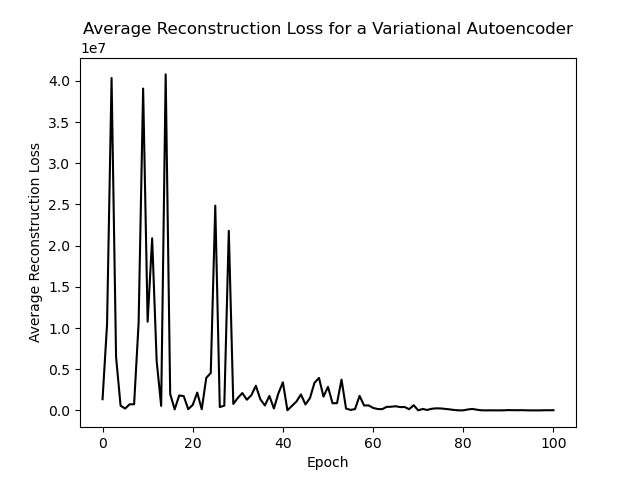 Average Reconstruction Loss for a Variational Autoencoder
1e7
4.0
3.5
3.0
2.5
2.0
1.5
1.0
0.5
0.0
Average Reconstruction Loss
0 20 40 60 80 100
Epoch